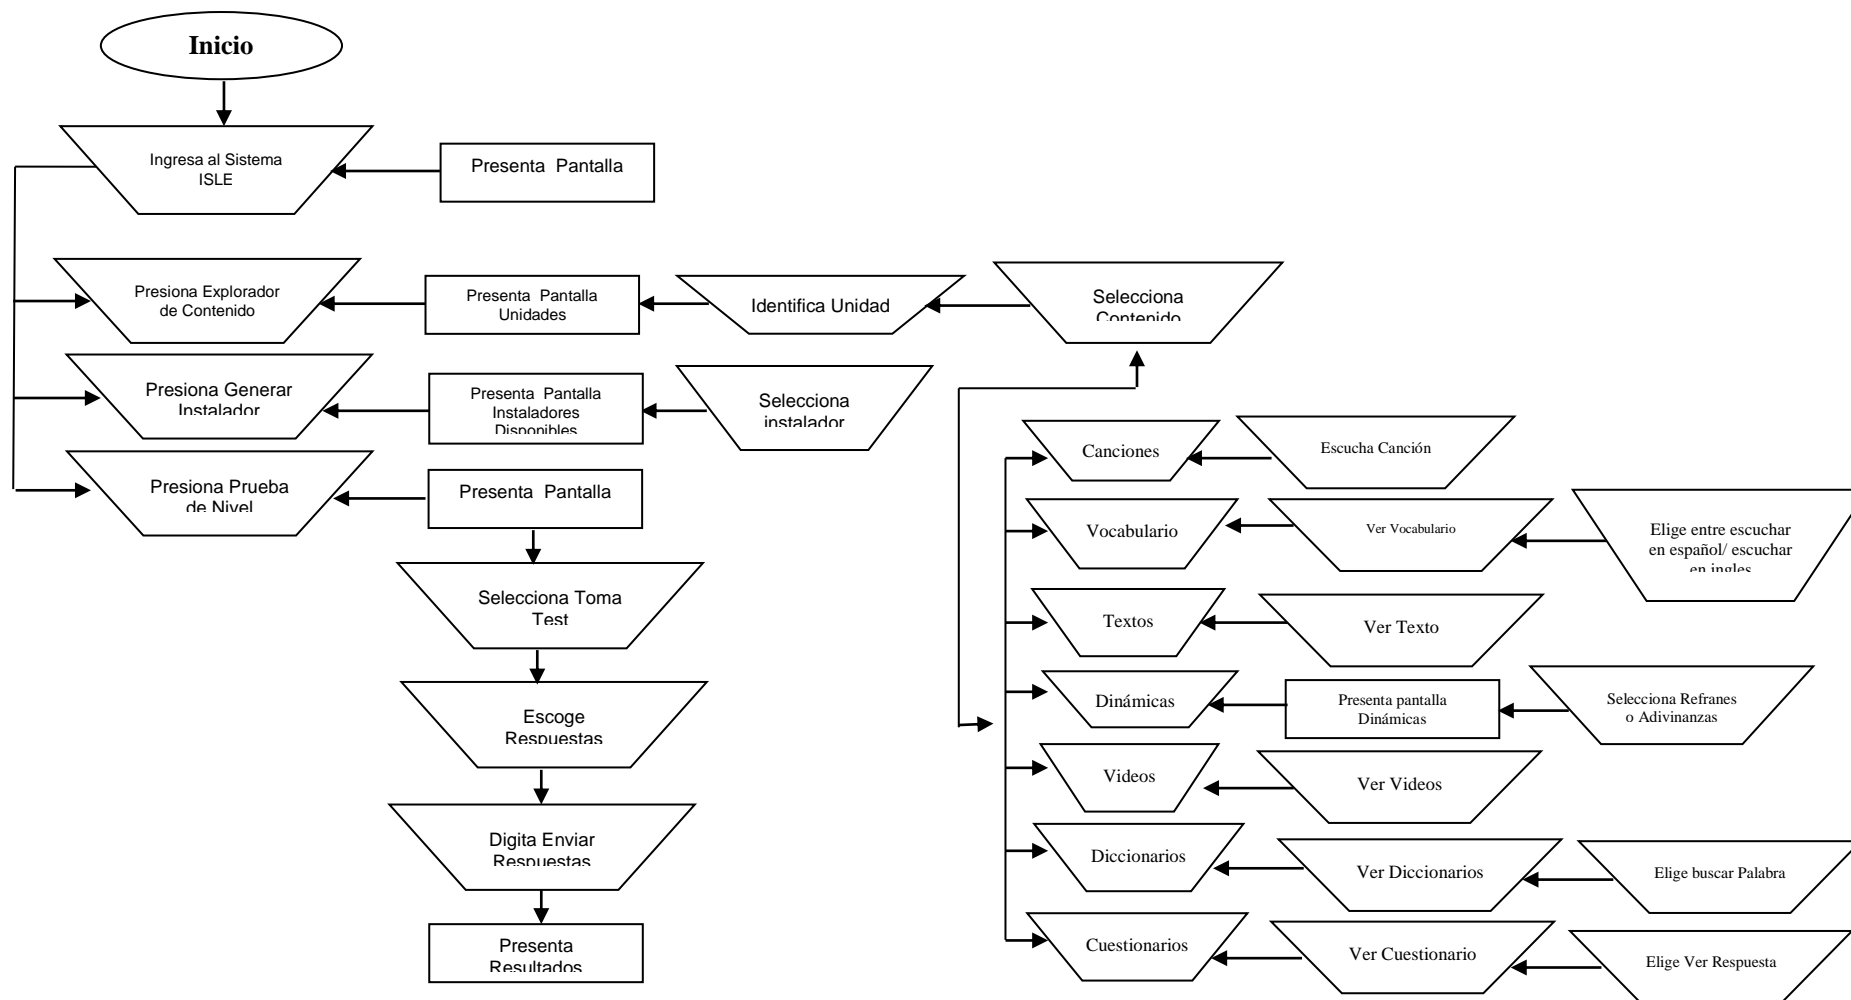 Inicio
Ingresa al Sistema
ISLE
Presenta Pantalla
Presiona Explorador
de Contenido
Presenta Pantalla
Unidades
Identifica Unidad
Selecciona
Contenido
Presiona Generar
Instalador
Presenta Pantalla
Instaladores
Disponibles
Selecciona
instalador
Presiona Prueba
de Nivel
Presenta Pantalla
Selecciona Toma
Test
Escoge
Respuestas
Digita Enviar
Respuestas
Presenta
Resultados
Canciones
Escucha Canción
Vocabulario
Ver Vocabulario
Elige entre escuchar
en español/ escuchar
en ingles
Textos
Ver Texto
Dinámicas
Presenta pantalla
Dinámicas
Selecciona Refranes
o Adivinanzas
Videos
Ver Videos
Diccionarios
Ver Diccionarios
Elige buscar Palabra
Cuestionarios
Ver Cuestionario
Elige Ver Respuesta